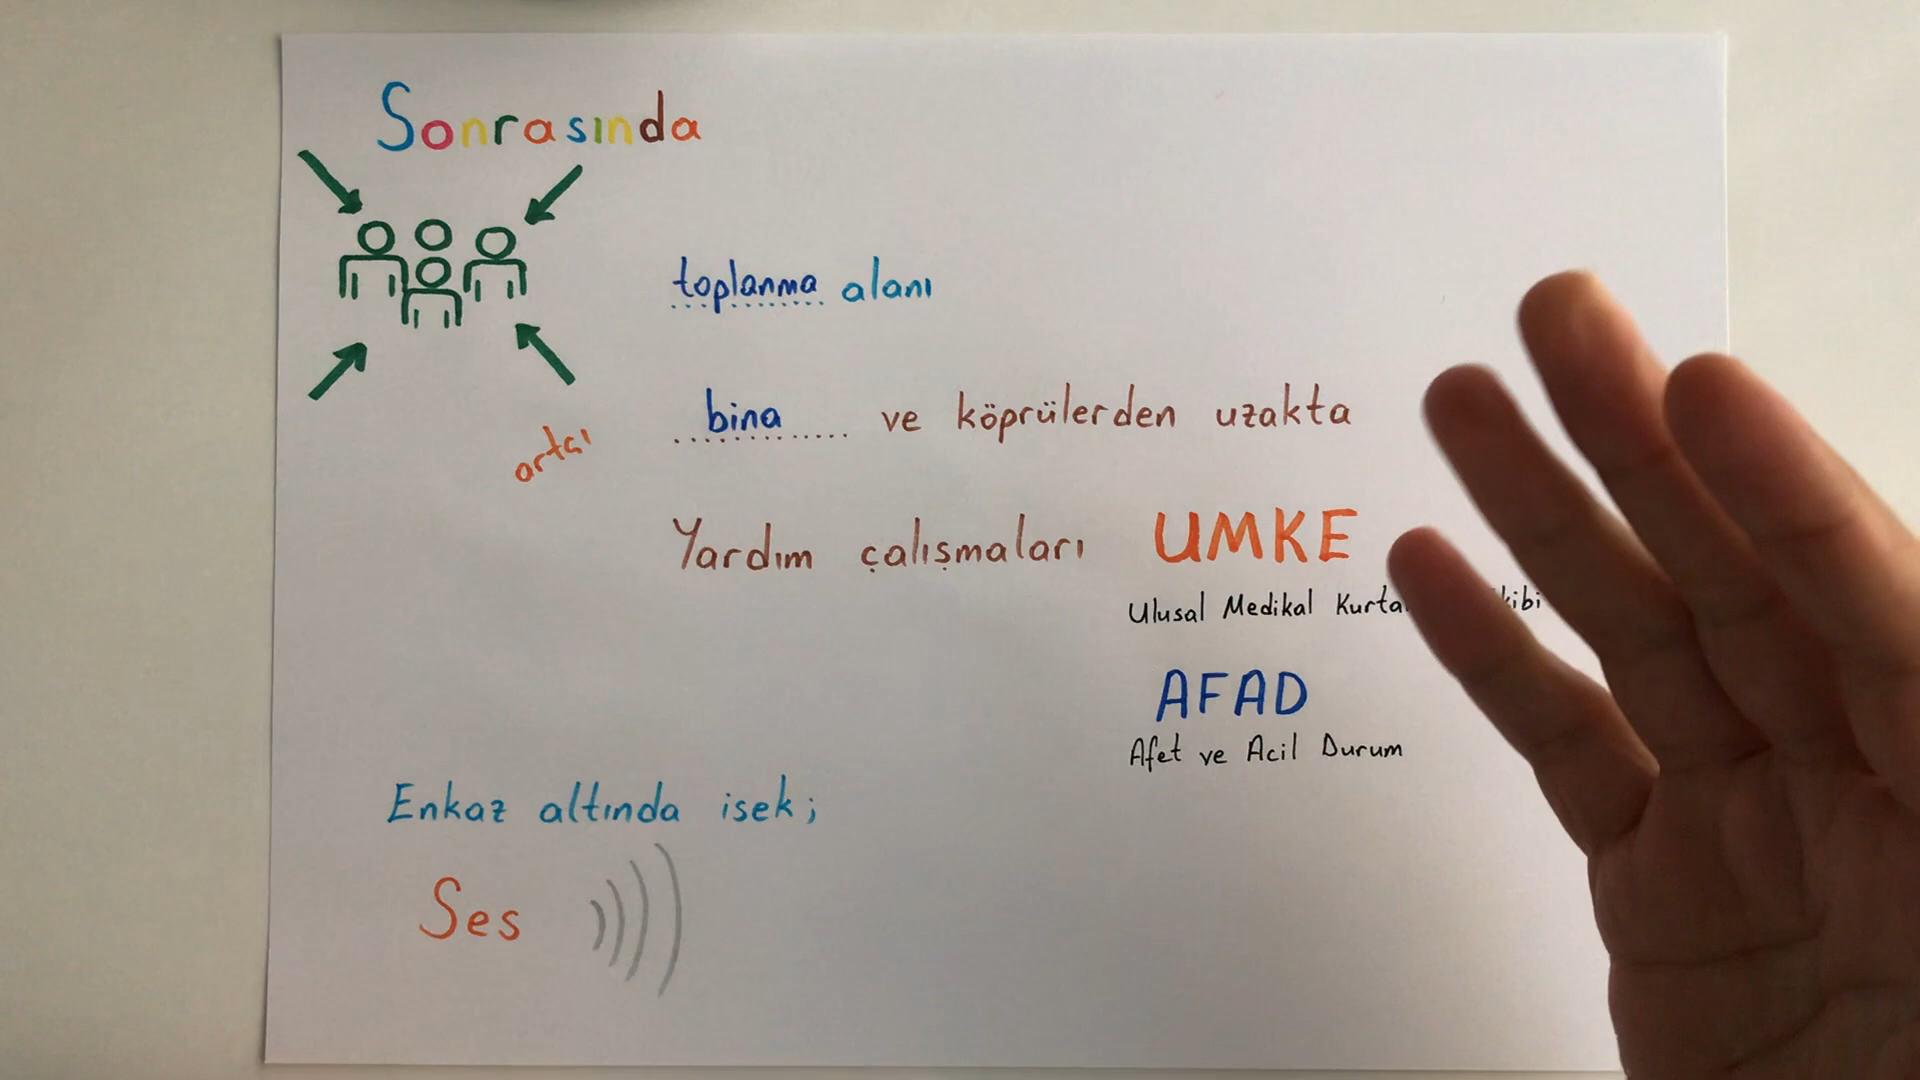 Sonrasında
toplanma alanı
bina ve köprülerden uzakta
artçı
Yardım çalışmaları UMKE
Ulusal Medikal
AFAD
Afet ve Acil Durum
Enkaz altında isek;
Ses